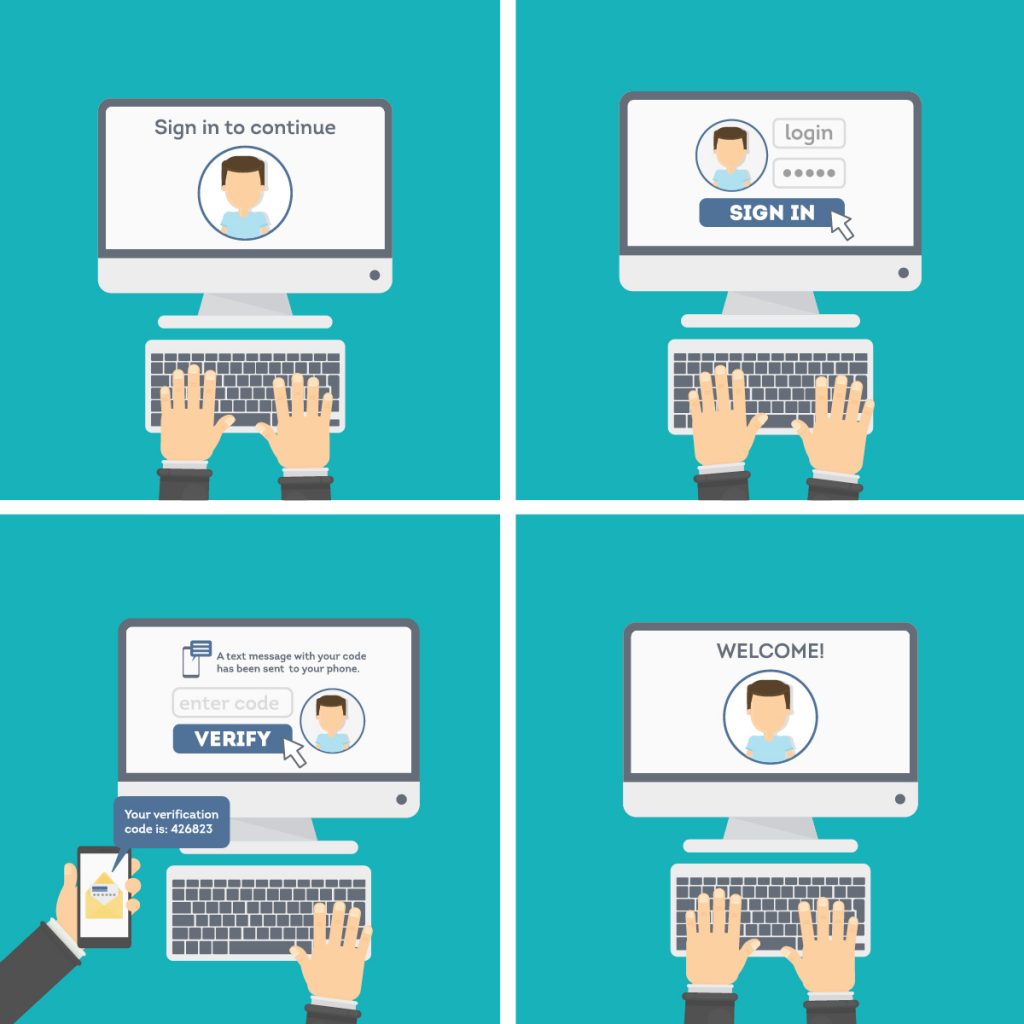 Sign in to continue
login
SIGN IN
A text message with your code
has been sent to your phone.
enter code
VERIFY
Your verification
code is: 426823
WELCOME!